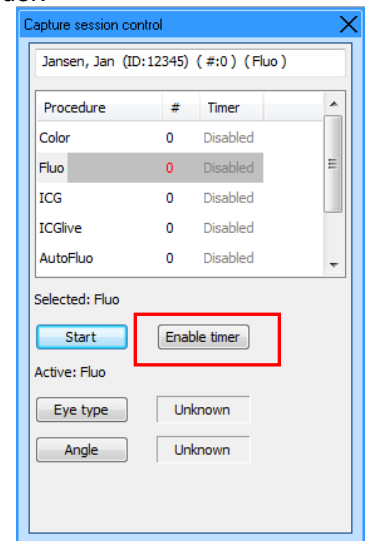 Capture session control
Jansen, Jan (ID:12345) ( #:0 ) ( Fluo )
Procedure # Timer
Color 0 Disabled
Fluo 0 Disabled
ICG 0 Disabled
ICGlive 0 Disabled
AutoFluo 0 Disabled
Selected: Fluo
Start Enable timer
Active: Fluo
Eye type Unknown
Angle Unknown